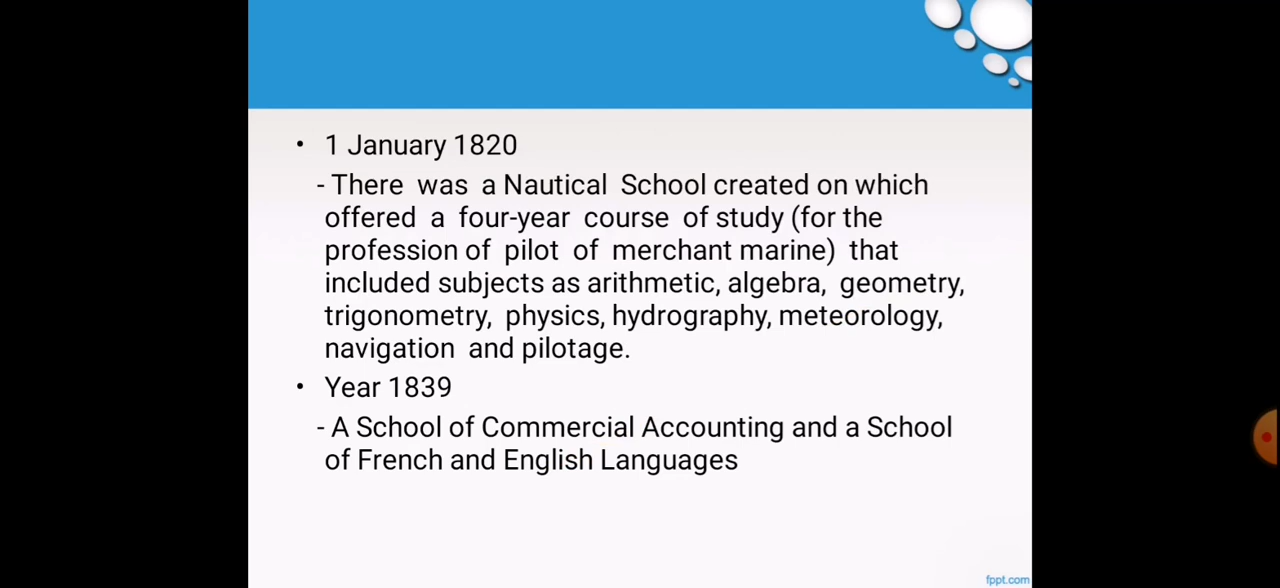 • 1 January 1820
- There was a Nautical School created on which
offered a four-year course of study (for the
profession of pilot of merchant marine) that
included subjects as arithmetic, algebra, geometry,
trigonometry, physics, hydrography, meteorology,
navigation and pilotage.
• Year 1839
- A School of Commercial Accounting and a School
of French and English Languages
fppt.com